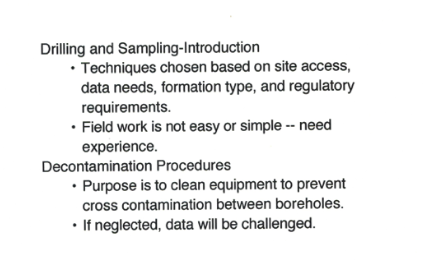 Drilling and Sampling-Introduction
• Techniques chosen based on site access,
data needs, formation type, and regulatory
requirements.
• Field work is not easy or simple -- need
experience.
Decontamination Procedures
• Purpose is to clean equipment to prevent
cross contamination between boreholes.
• If neglected, data will be challenged.